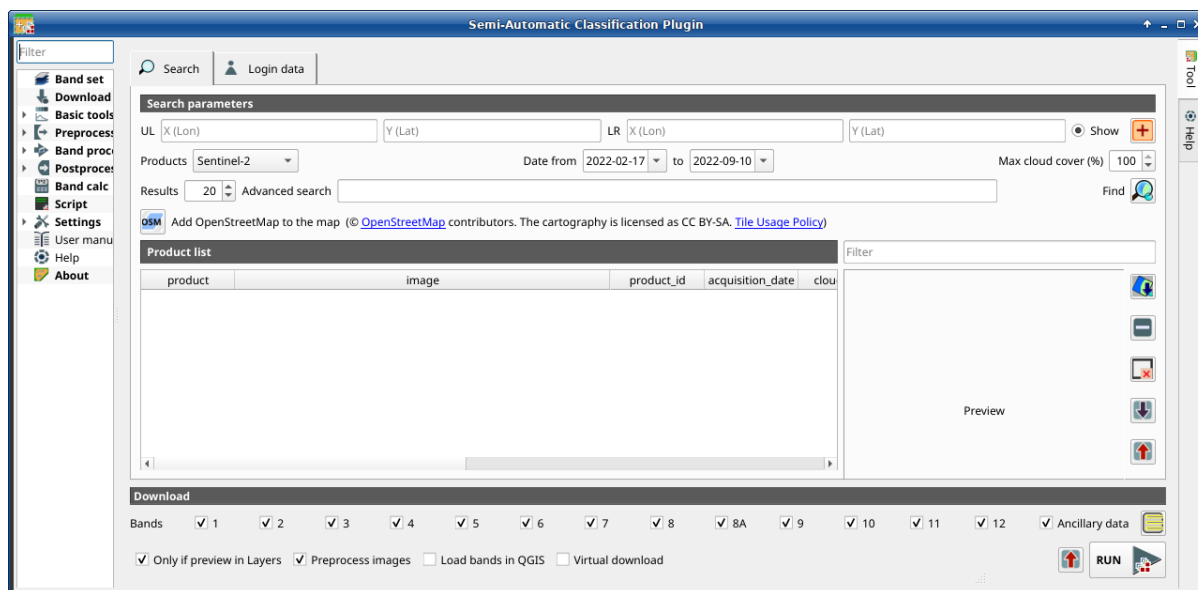 Semi-Automatic Classification Plugin
Filter
Band set
Download
Basic tools
Preprocess
Band proc
Postproces
Band calc
Script
Settings
User manu
Help
About
Search
Login data
Search parameters
UL X (Lon) Y (Lat) LR X (Lon) Y (Lat) Show
Products Sentinel-2 Date from 2022-02-17 to 2022-09-10 Max cloud cover (%) 100
Results 20 Advanced search Find
OSM Add OpenStreetMap to the map (© OpenStreetMap contributors. The cartography is licensed as CC BY-SA. Tile Usage Policy)
Product list Filter
product image product_id acquisition_date clou
Preview
Download
Bands 1 2 3 4 5 6 7 8 8A 9 10 11 12 Ancillary data
Only if preview in Layers Preprocess images Load bands in QGIS Virtual download RUN
Tool
Help